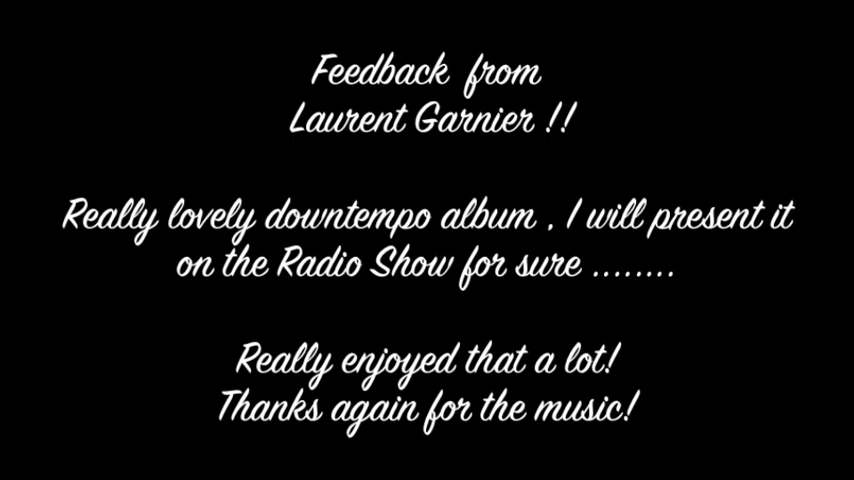 Feedback from
Laurent Garnier !!
Really lovely downtempo album , I will present it
on the Radio Show for sure ........
Really enjoyed that a lot!
Thanks again for the music!